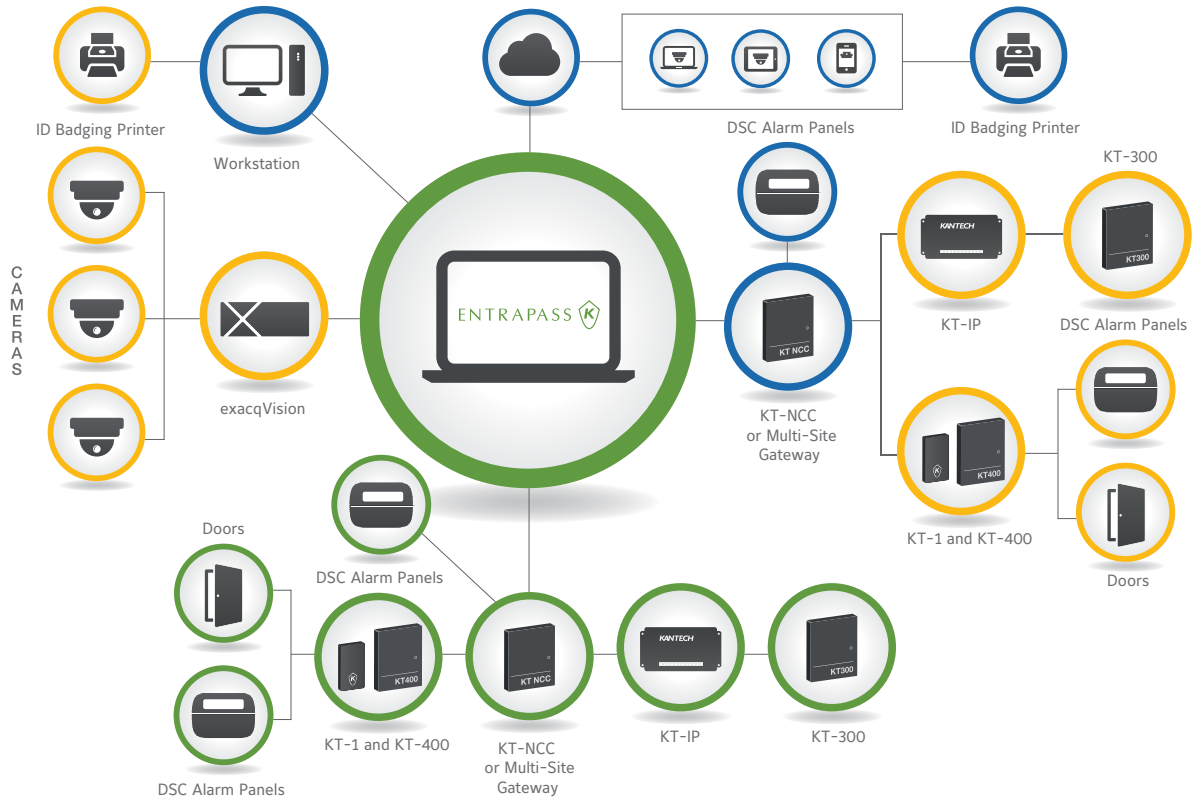 ID Badging Printer
Workstation
DSC Alarm Panels
ID Badging Printer
CAMERAS
exacqVision
ENTRAPASS K
KT NCC
KT-NCC
or Multi-Site
Gateway
KANTECH
KT-IP
KT-300
KT300
DSC Alarm Panels
KT400
KT-1 and KT-400
Doors
DSC Alarm Panels
Doors
DSC Alarm Panels
K
KT400
KT-1 and KT-400
KT NCC
KT-NCC
or Multi-Site
Gateway
KANTECH
KT-IP
KT300
KT-300